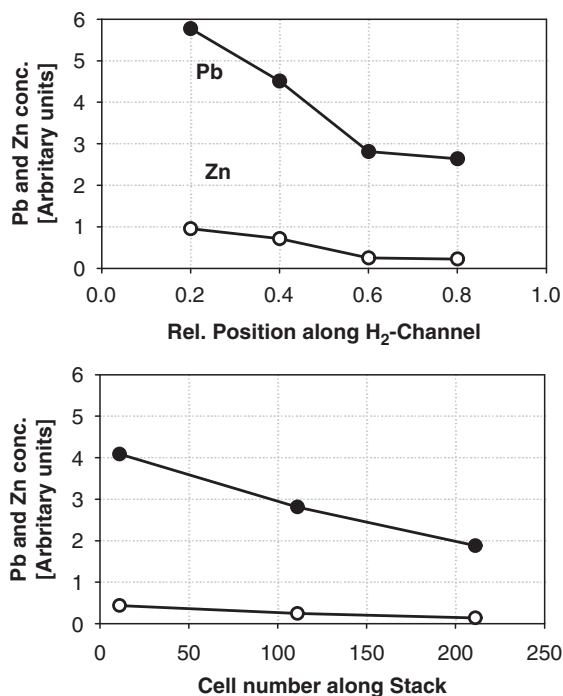 Pb and Zn conc.
[Arbritary units]
6
5
4
3
2
1
0
Pb
Zn
0.0 0.2 0.4 0.6 0.8 1.0
Rel. Position along H₂-Channel
Pb and Zn conc.
[Arbritary units]
6
5
4
3
2
1
0
0 50 100 150 200 250
Cell number along Stack